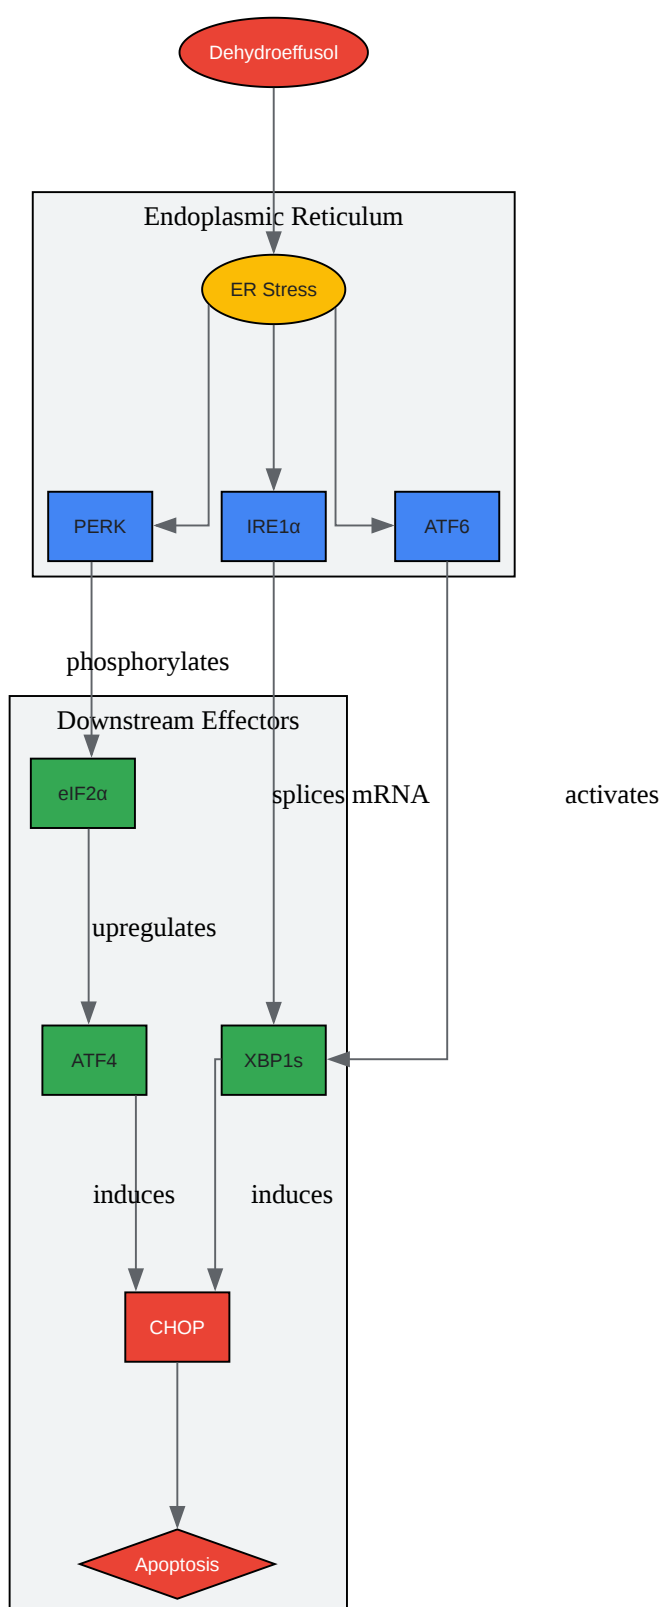 Dehydroeffusol
Endoplasmic Reticulum
ER Stress
PERK
IRE1α
ATF6
phosphorylates
Downstream Effectors
eIF2α
splices mRNA
activates
upregulates
ATF4
XBP1s
induces
induces
CHOP
Apoptosis